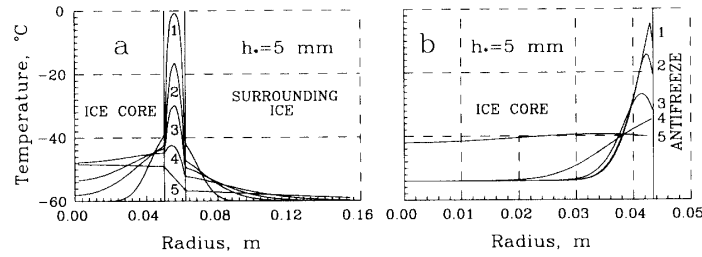 Temperature, °C
0
−20
−40
−60
a
h∗=5 mm
ICE CORE
SURROUNDING
ICE
1
2
3
4
5
0.00 0.04 0.08 0.12 0.16
Radius, m
b
h∗=5 mm
ICE CORE
ANTIFREEZE
1
2
3
4
5
0.00 0.01 0.02 0.03 0.04 0.05
Radius, m